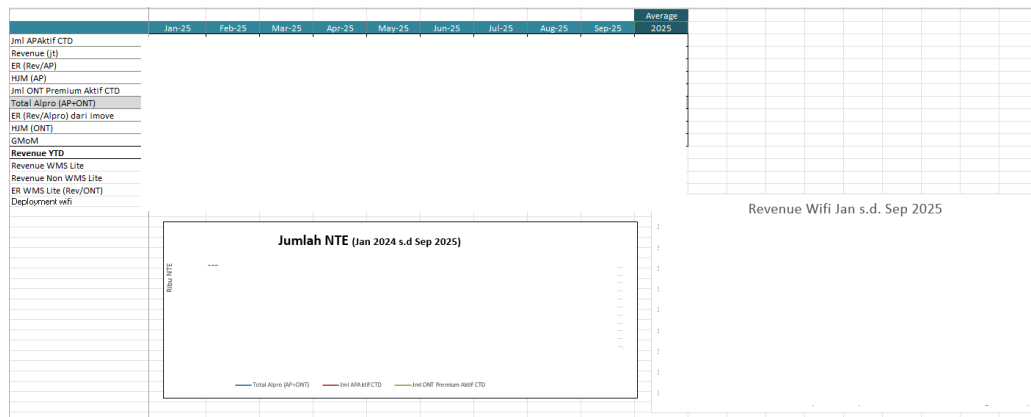 Average
Jan-25 Feb-25 Mar-25 Apr-25 May-25 Jun-25 Jul-25 Aug-25 Sep-25 2025
Jml APAktif CTD
Revenue (jt)
ER (Rev/AP)
HJM (AP)
Jml ONT Premium Aktif CTD
Total Alpro (AP+ONT)
ER (Rev/Alpro) dari imove
HJM (ONT)
GMoM
Revenue YTD
Revenue WMS Lite
Revenue Non WMS Lite
ER WMS Lite (Rev/ONT)
Deployment wifi
Revenue Wifi Jan s.d. Sep 2025
Jumlah NTE (Jan 2024 s.d Sep 2025)
Ribu NTE
Total Alpro (AP+ONT) Jml APAktif CTD Jml ONT Premium Aktif CTD